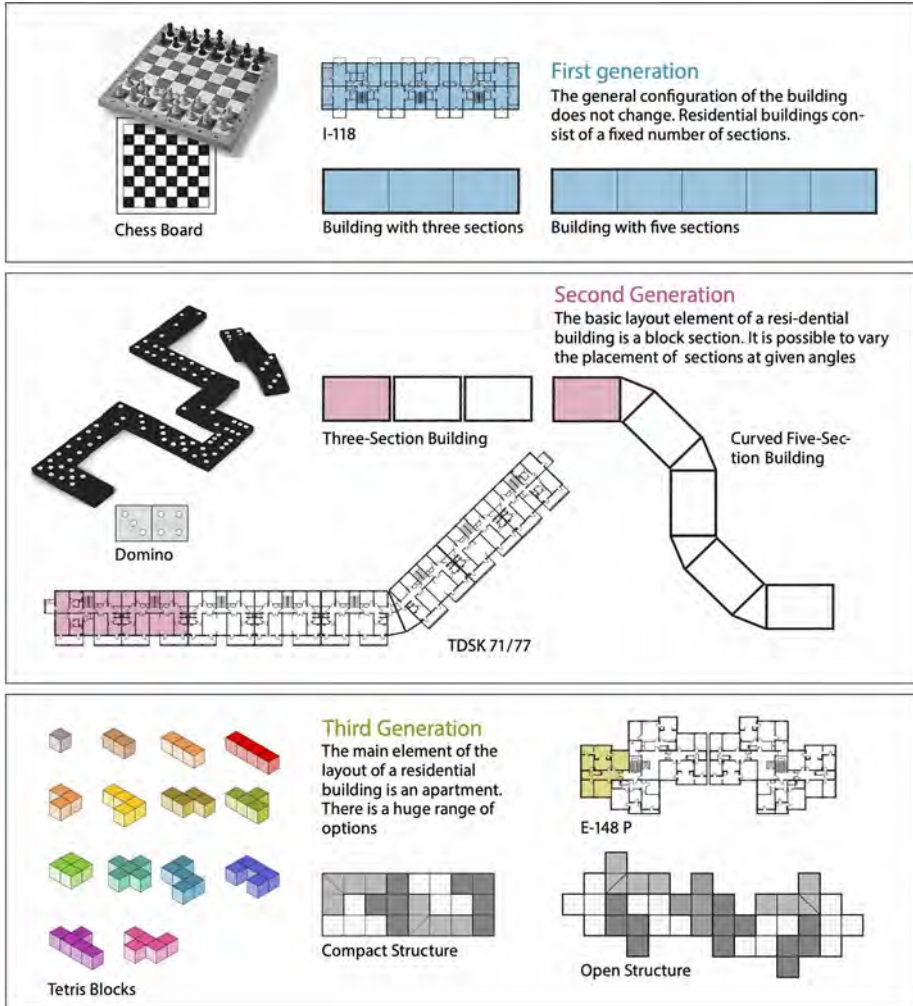 First generation
The general configuration of the building
does not change. Residential buildings con-
sist of a fixed number of sections.
I-118
Chess Board
Building with three sections
Building with five sections
Second Generation
The basic layout element of a resi-dential
building is a block section. It is possible to vary
the placement of sections at given angles
Three-Section Building
Curved Five-Sec-
tion Building
Domino
TDSK 71/77
Third Generation
The main element of the
layout of a residential
building is an apartment.
There is a huge range of
options
E-148 P
Compact Structure
Open Structure
Tetris Blocks